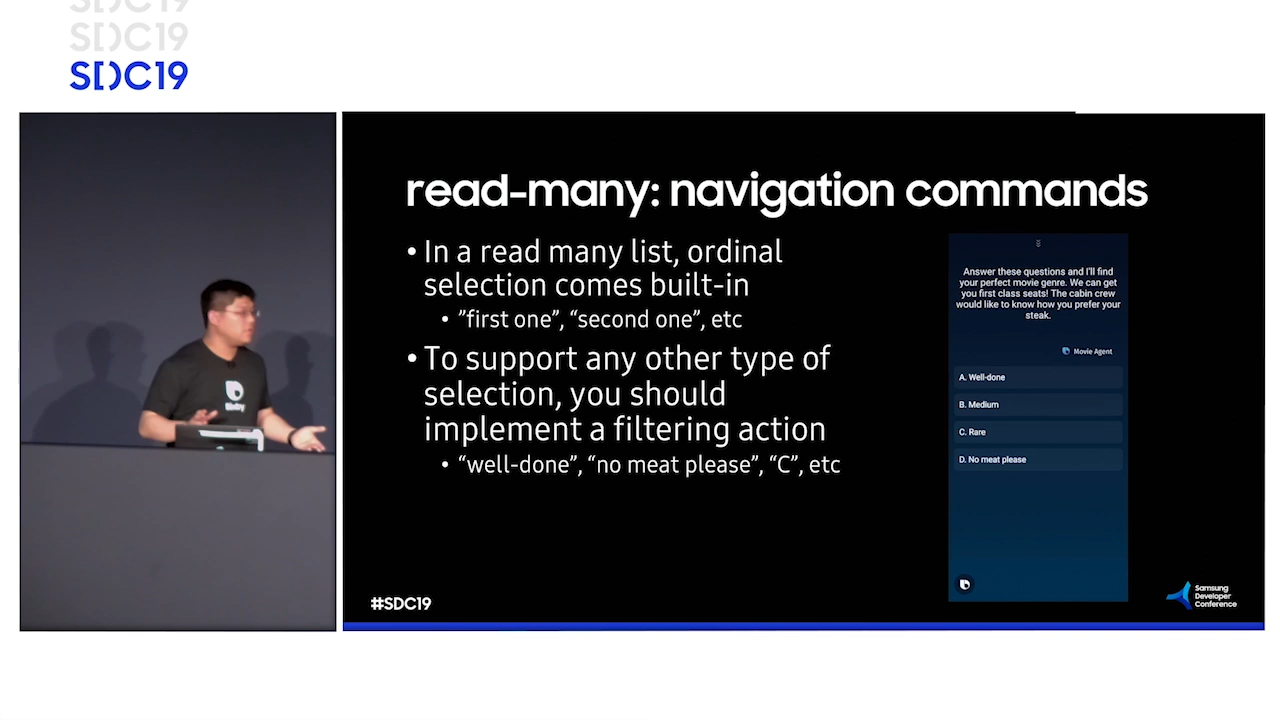 SDC19
SDC19
SDC19
read-many: navigation commands
• In a read many list, ordinal
selection comes built-in
• ”first one”, “second one”, etc
• To support any other type of
selection, you should
implement a filtering action
• “well-done”, “no meat please”, “C”, etc
Answer these questions and I'll find
your perfect movie genre. We can get
you first class seats! The cabin crew
would like to know how you prefer your
steak.
Movie Agent
A. Well-done
B. Medium
C. Rare
D. No meat please
Bixby
#SDC19
Samsung
Developer
Conference